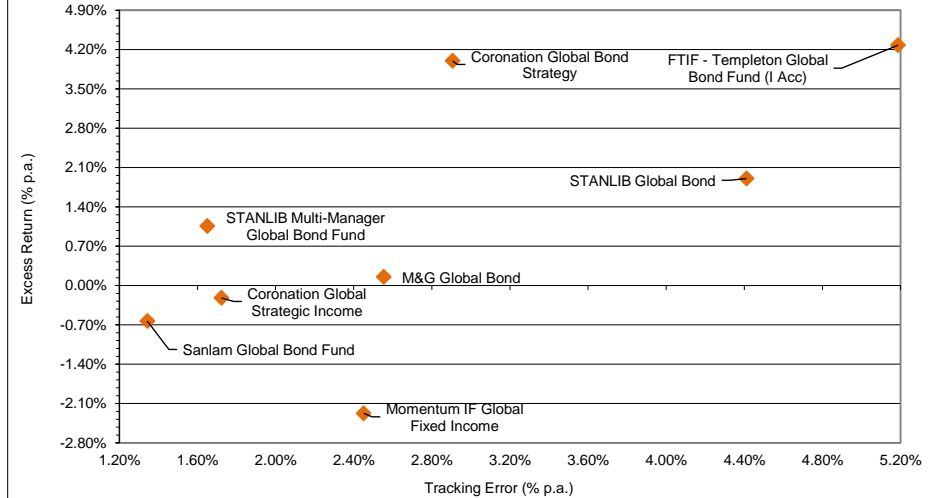 4.90%
4.20%
3.50%
2.80%
2.10%
1.40%
0.70%
0.00%
-0.70%
-1.40%
-2.10%
-2.80%
Excess Return (% p.a.)
Coronation Global Bond
Strategy
FTIF - Templeton Global
Bond Fund (I Acc)
STANLIB Global Bond
STANLIB Multi-Manager
Global Bond Fund
M&G Global Bond
Coronation Global
Strategic Income
Sanlam Global Bond Fund
Momentum IF Global
Fixed Income
1.20% 1.60% 2.00% 2.40% 2.80% 3.20% 3.60% 4.00% 4.40% 4.80% 5.20%
Tracking Error (% p.a.)